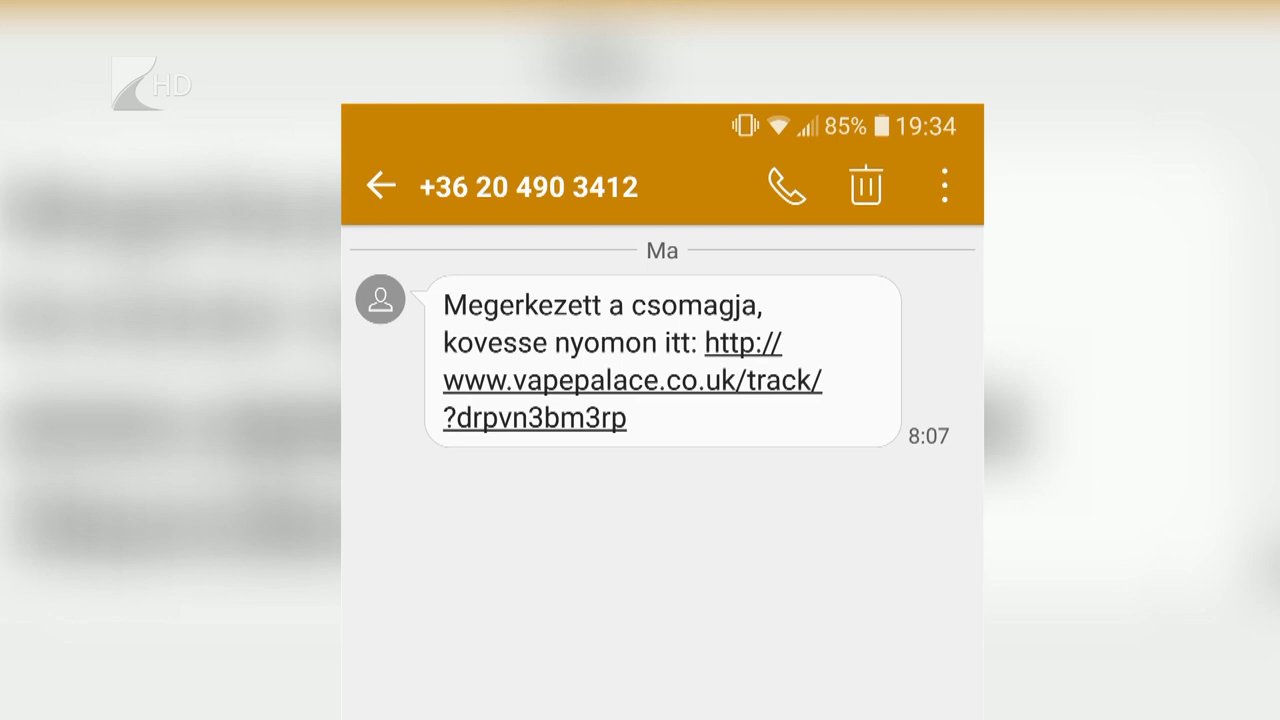 HD
85% 19:34
+36 20 490 3412
Ma
Megerkezett a csomagja,
kovesse nyomon itt: http://
www.vapepalace.co.uk/track/
?drpvn3bm3rp
8:07